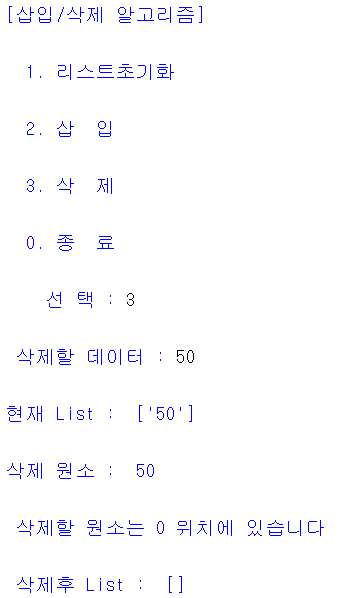 [삽입/삭제 알고리즘]
1. 리스트초기화
2. 삽 입
3. 삭 제
0. 종 료
선 택 : 3
삭제할 데이터 : 50
현재 List : ['50']
삭제 원소 : 50
삭제할 원소는 0 위치에 있습니다
삭제후 List : []